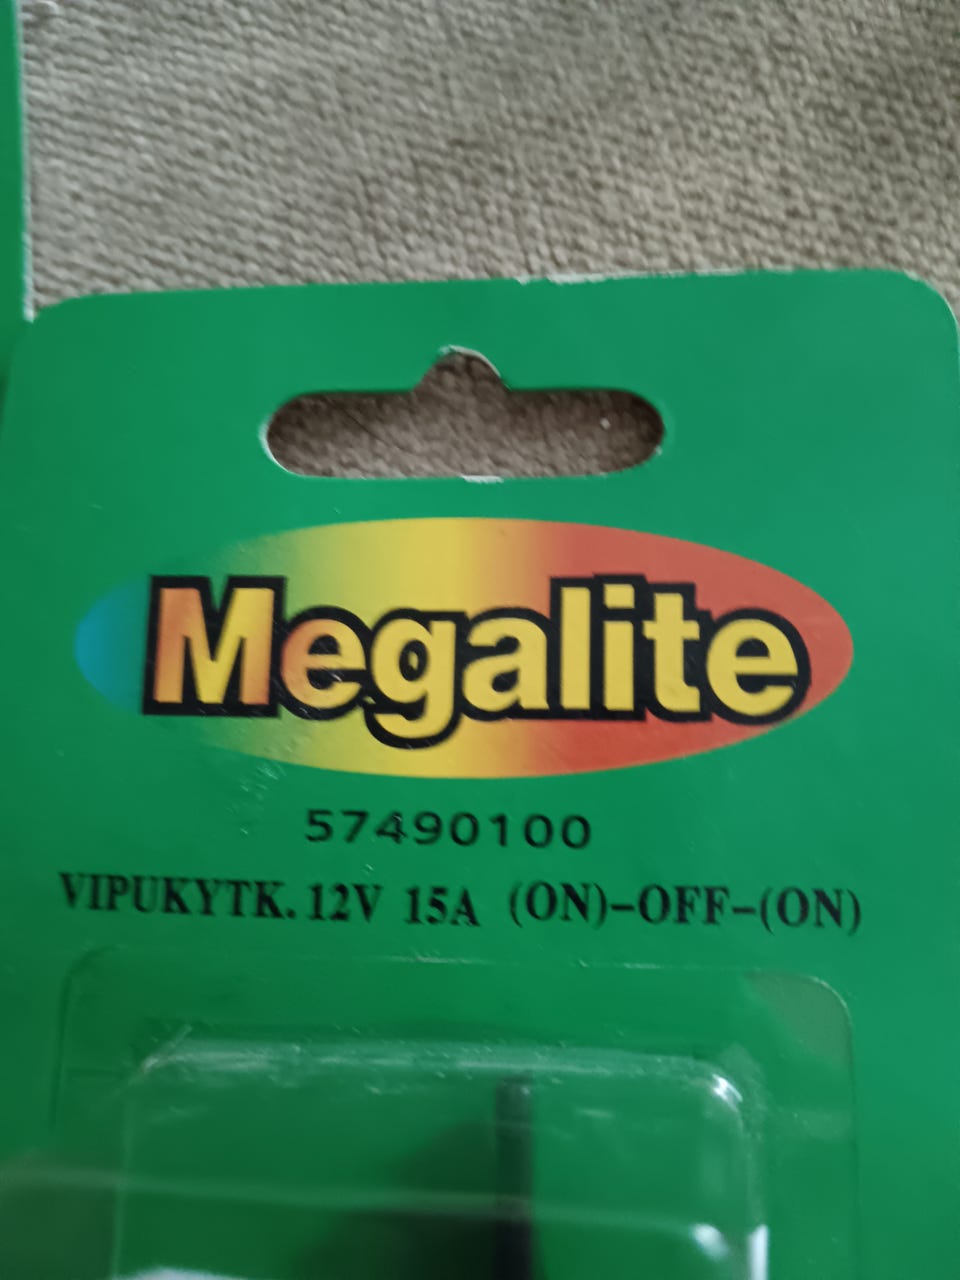 Megalite
57490100
VIPUKYTK. 12V 15A (ON)-OFF-(ON)